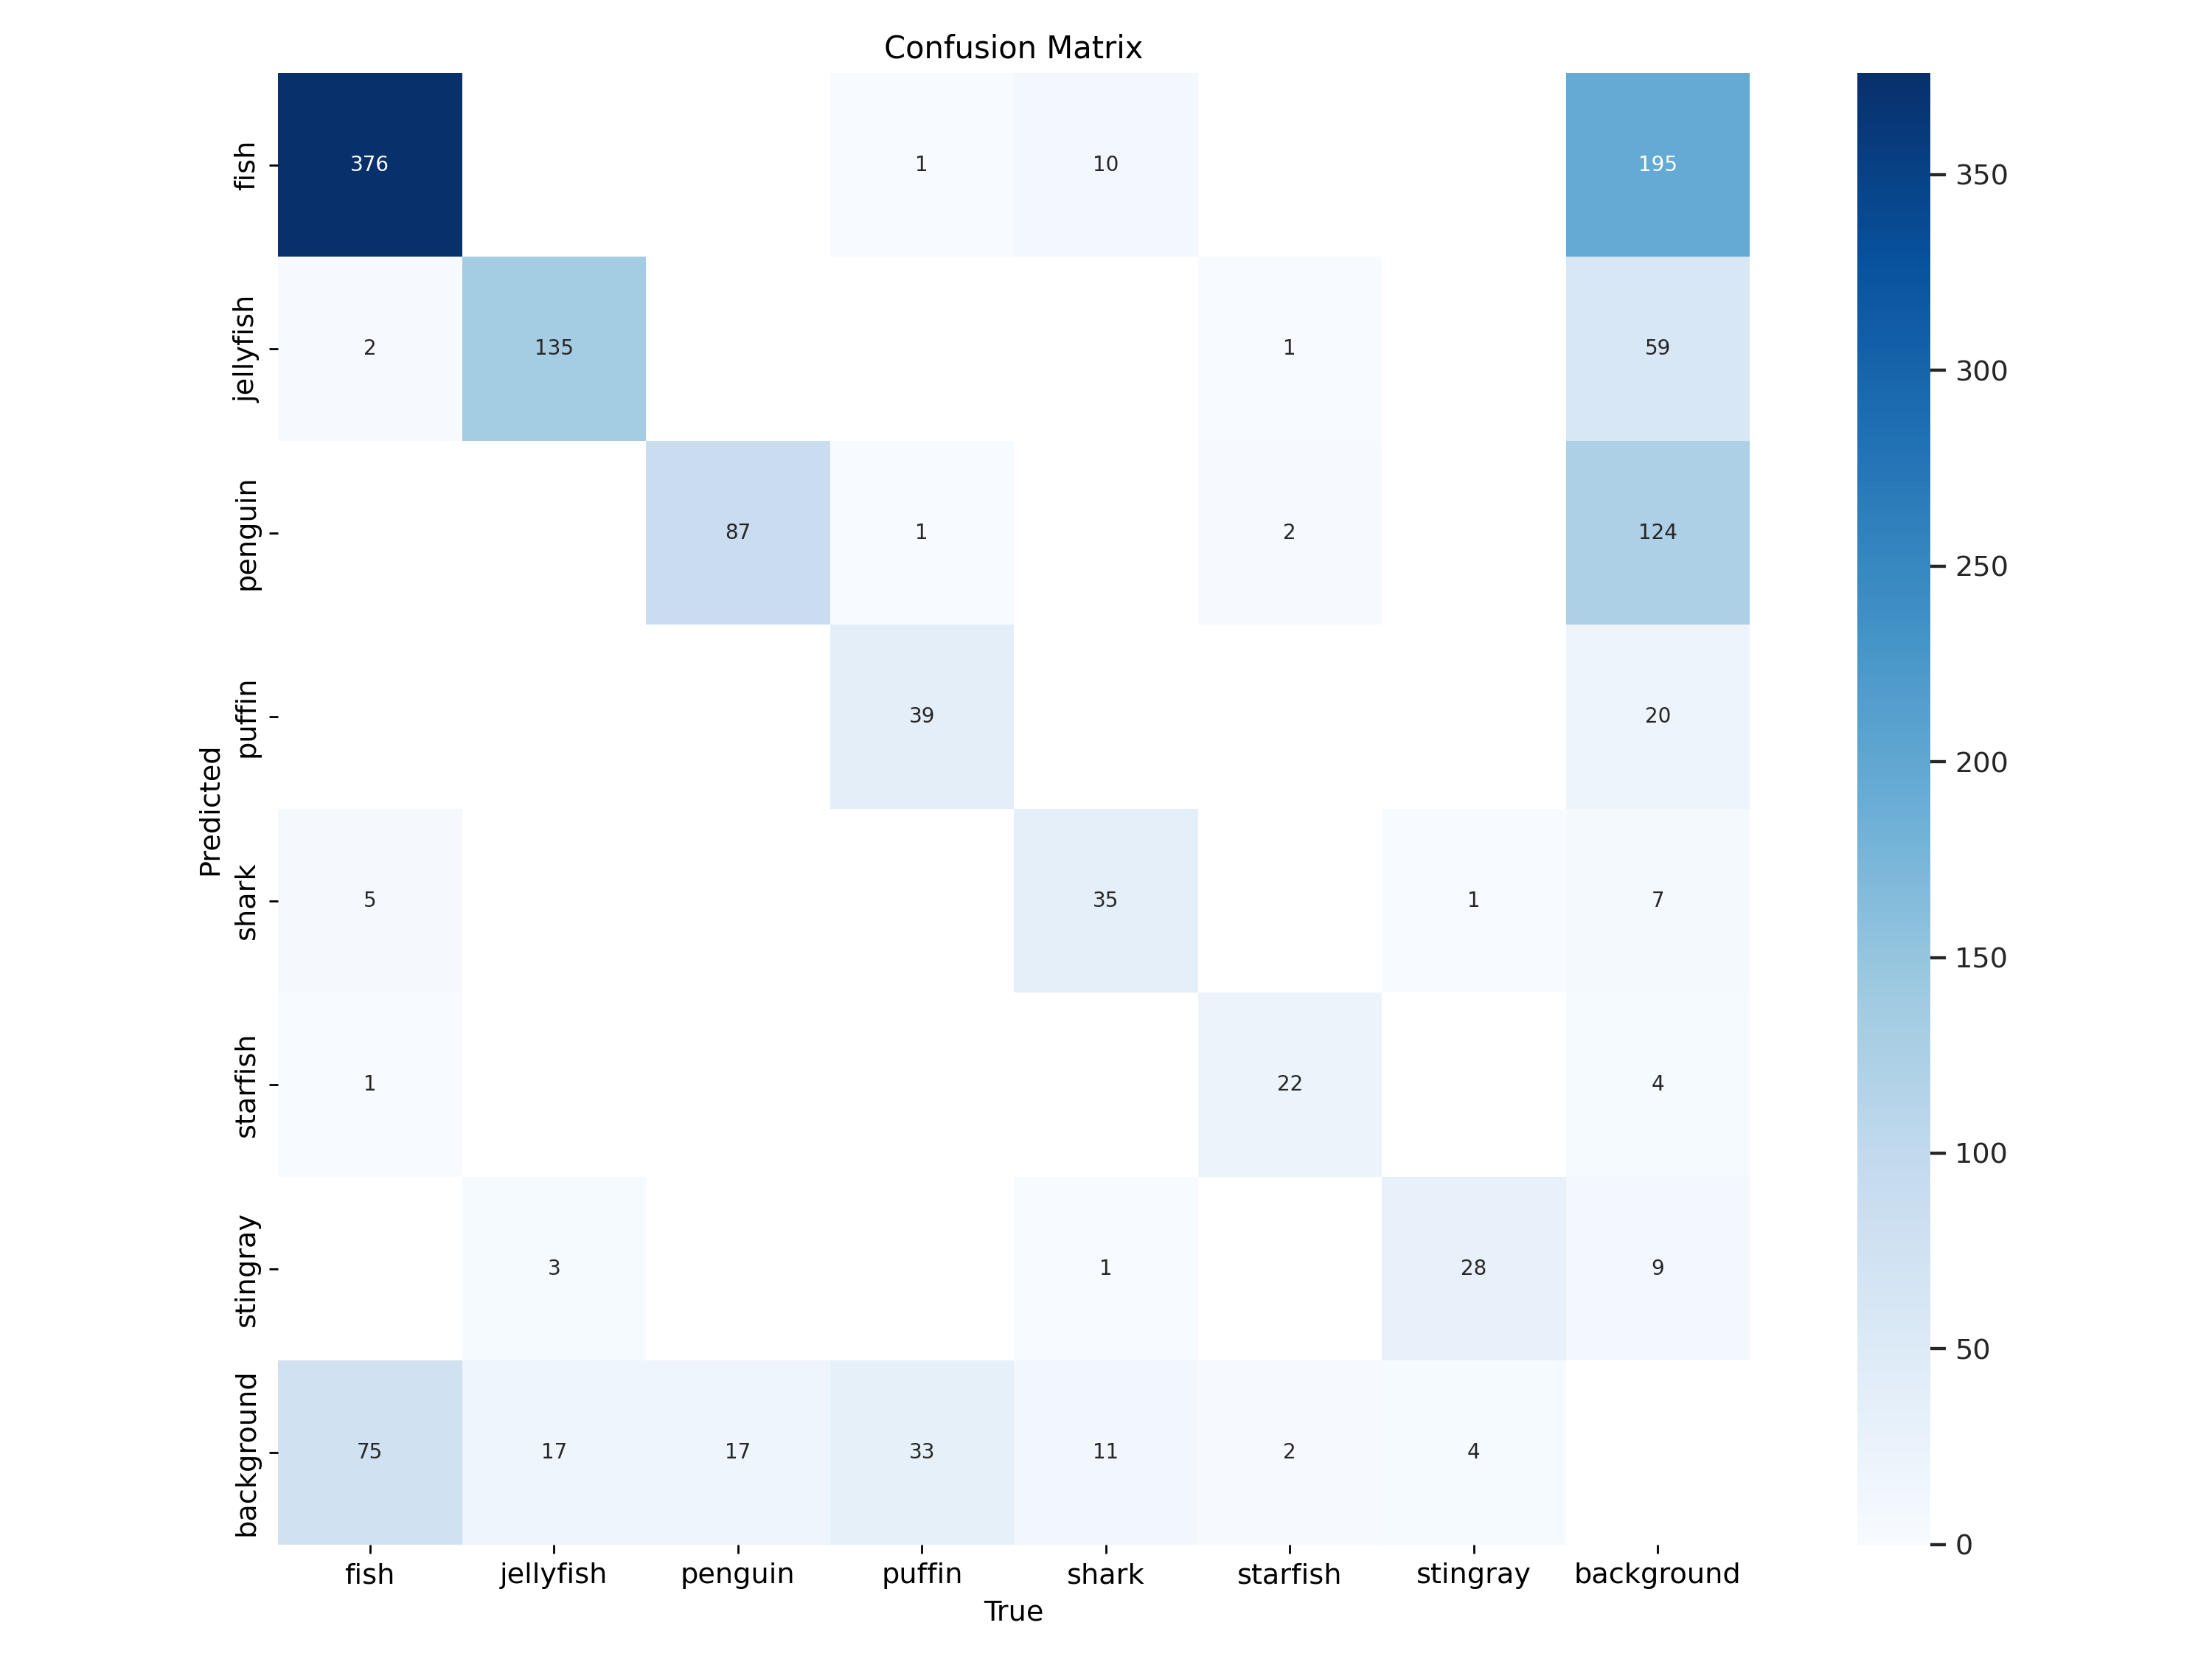 Confusion Matrix
fish 376 1 10 195
jellyfish 2 135 1 59
penguin 87 1 2 124
puffin 39 20
shark 5 35 1 7
starfish 1 22 4
stingray 3 1 28 9
background 75 17 17 33 11 2 4
Predicted
fish jellyfish penguin puffin shark starfish stingray background
True
350
300
250
200
150
100
50
0